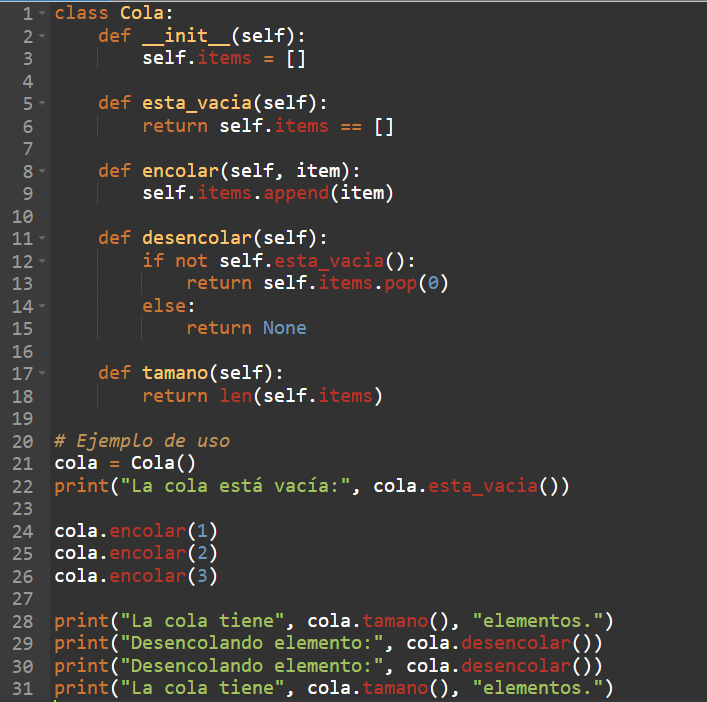 1 class Cola:
2     def __init__(self):
3         self.items = []
4
5     def esta_vacia(self):
6         return self.items == []
7
8     def encolar(self, item):
9         self.items.append(item)
10
11     def desencolar(self):
12         if not self.esta_vacia():
13             return self.items.pop(0)
14         else:
15             return None
16
17     def tamano(self):
18         return len(self.items)
19
20 # Ejemplo de uso
21 cola = Cola()
22 print("La cola está vacía:", cola.esta_vacia())
23
24 cola.encolar(1)
25 cola.encolar(2)
26 cola.encolar(3)
27
28 print("La cola tiene", cola.tamano(), "elementos.")
29 print("Desencolando elemento:", cola.desencolar())
30 print("Desencolando elemento:", cola.desencolar())
31 print("La cola tiene", cola.tamano(), "elementos.")